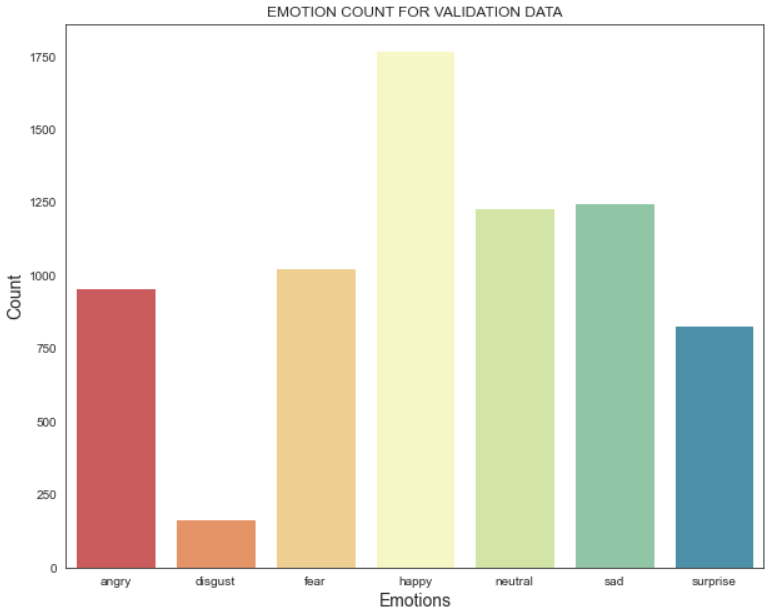 EMOTION COUNT FOR VALIDATION DATA
Count
1750
1500
1250
1000
750
500
250
0
angry disgust fear happy neutral sad surprise
Emotions